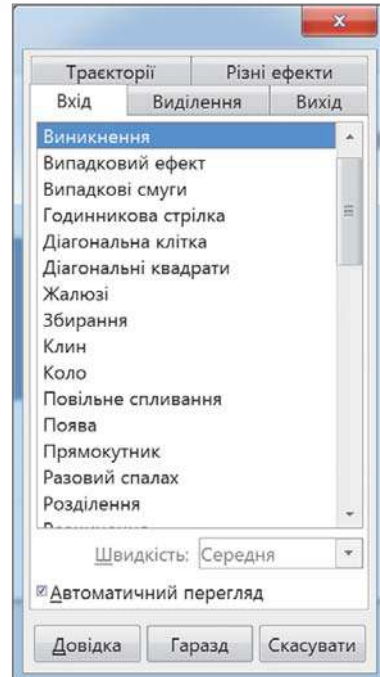 Траєкторії Різні ефекти
Вхід Виділення Вихід
Виникнення
Випадковий ефект
Випадкові смуги
Годинникова стрілка
Діагональна клітка
Діагональні квадрати
Жалюзі
Збирання
Клин
Коло
Повільне спливання
Поява
Прямокутник
Разовий спалах
Розділення
Швидкість: Середня
Автоматичний перегляд
Довідка Гаразд Скасувати